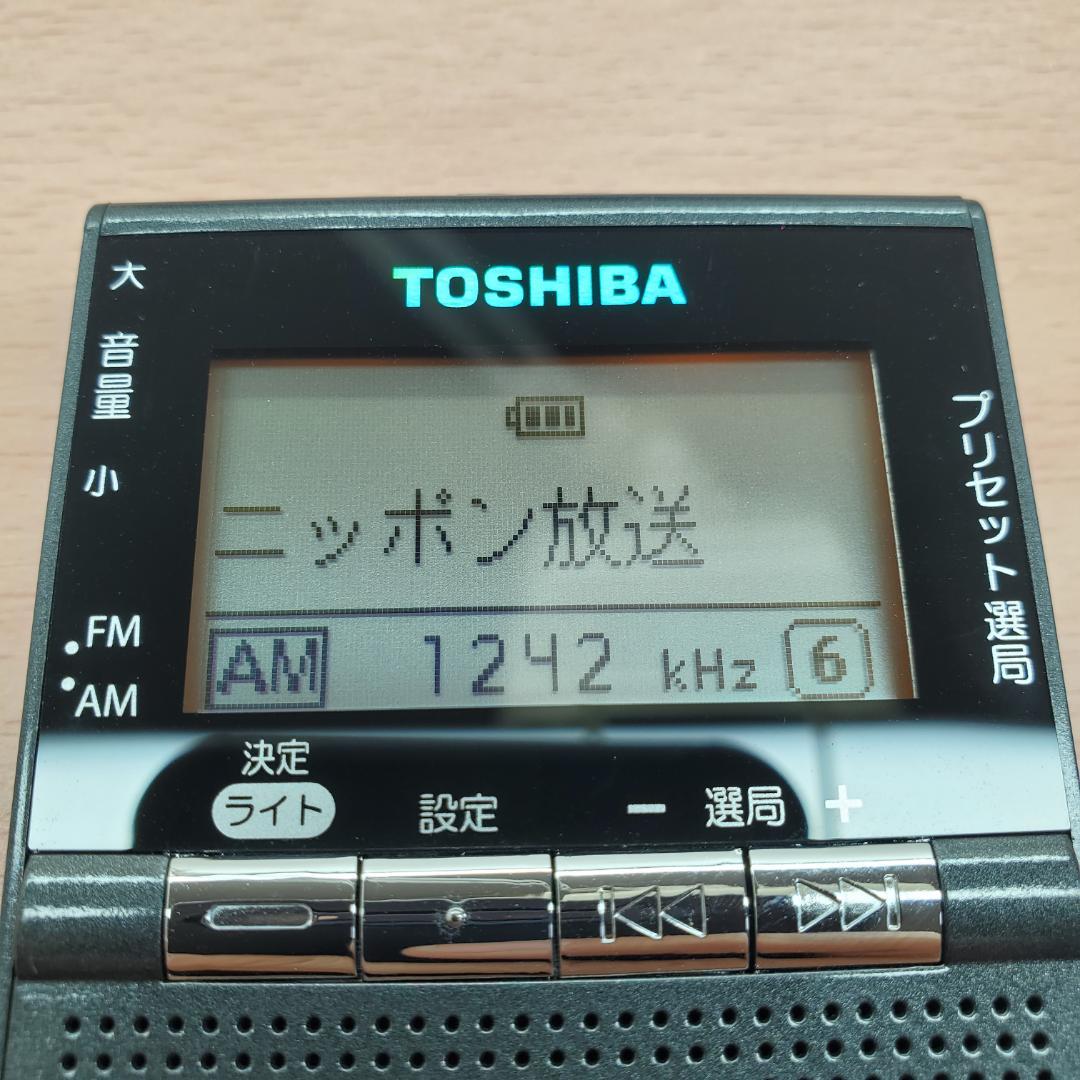 TOSHIBA
大
音量
小
ニッポン放送
AM 1242 kHz 6
プリセット選局
FM
AM
決定
ライト
設定
− 選局 +